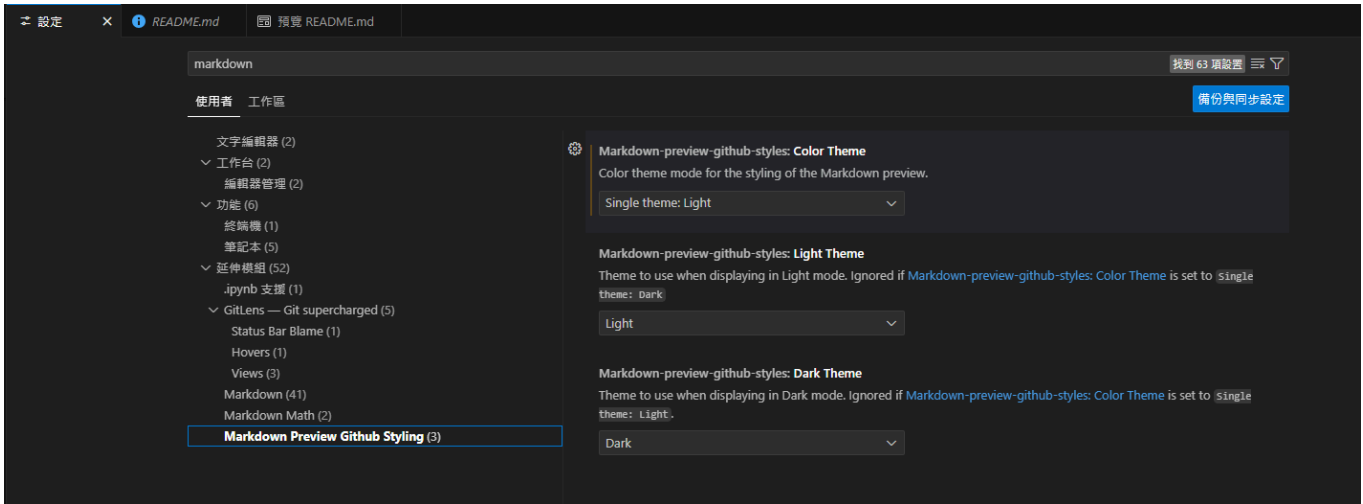 設定
README.md
預覽 README.md
markdown
找到 63 項設置
使用者
工作區
備份與同步設定
文字編輯器 (2)
工作台 (2)
編輯器管理 (2)
功能 (6)
終端機 (1)
筆記本 (5)
延伸模組 (52)
.ipynb 支援 (1)
GitLens — Git supercharged (5)
Status Bar Blame (1)
Hovers (1)
Views (3)
Markdown (41)
Markdown Math (2)
Markdown Preview Github Styling (3)
Markdown-preview-github-styles: Color Theme
Color theme mode for the styling of the Markdown preview.
Single theme: Light
Markdown-preview-github-styles: Light Theme
Theme to use when displaying in Light mode. Ignored if Markdown-preview-github-styles: Color Theme is set to Single
theme: Dark
Light
Markdown-preview-github-styles: Dark Theme
Theme to use when displaying in Dark mode. Ignored if Markdown-preview-github-styles: Color Theme is set to Single
theme: Light.
Dark